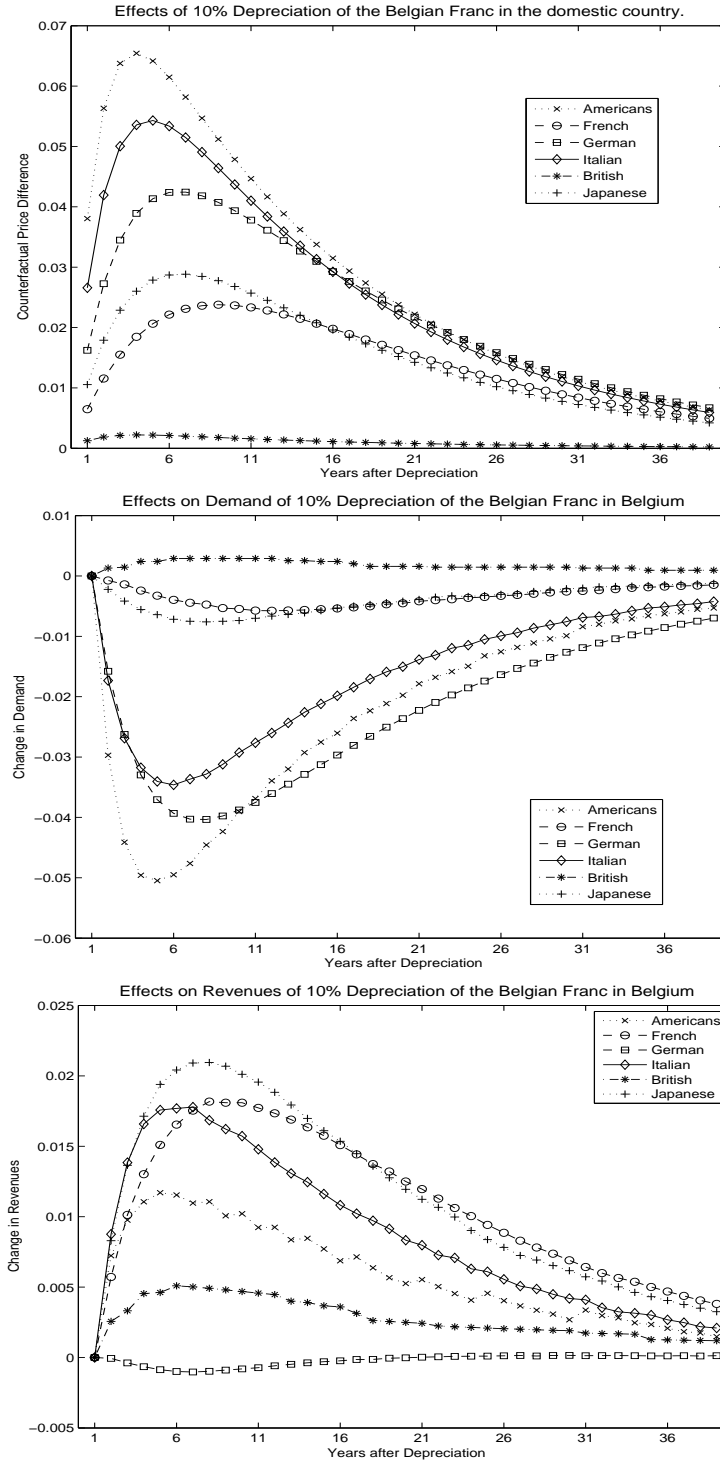 Effects of 10% Depreciation of the Belgian Franc in the domestic country.
0.07
0.06
0.05
0.04
0.03
0.02
0.01
0
Counterfactual Price Difference
Americans
French
German
Italian
British
Japanese
1 6 11 16 21 26 31 36
Years after Depreciation
Effects on Demand of 10% Depreciation of the Belgian Franc in Belgium
0.01
0
−0.01
−0.02
−0.03
−0.04
−0.05
−0.06
Change in Demand
Americans
French
German
Italian
British
Japanese
1 6 11 16 21 26 31 36
Years after Depreciation
Effects on Revenues of 10% Depreciation of the Belgian Franc in Belgium
0.025
0.02
0.015
0.01
0.005
0
−0.005
Change in Revenues
Americans
French
German
Italian
British
Japanese
1 6 11 16 21 26 31 36
Years after Depreciation